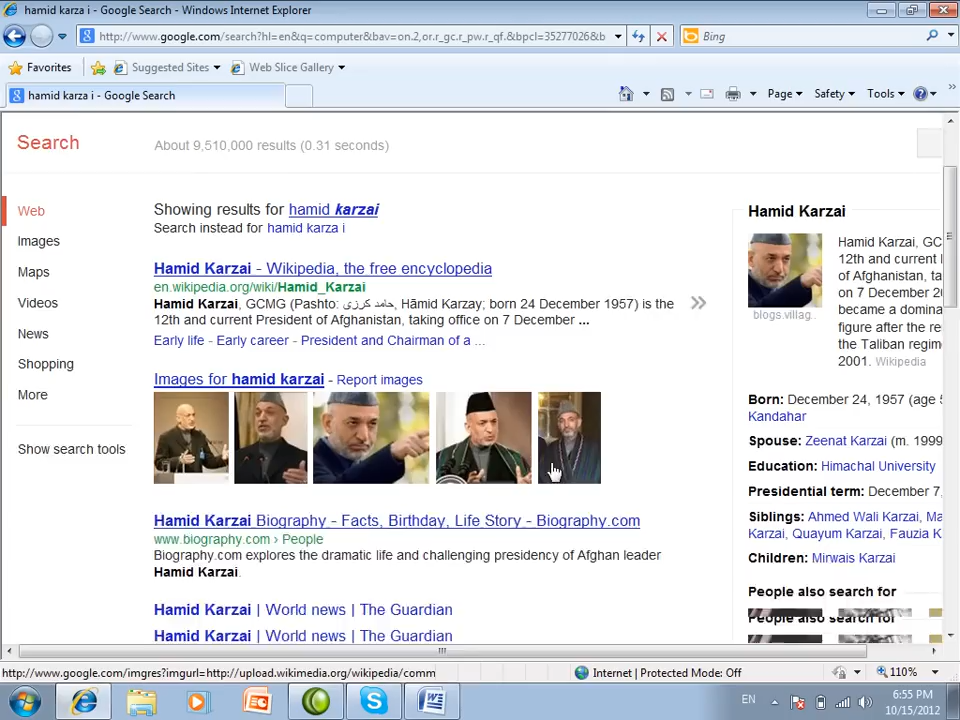 hamid karza i - Google Search - Windows Internet Explorer
http://www.google.com/search?hl=en&q=computer&bav=on.2,or.r_gc.r_pw.r_qf.&bpcl=35277026&b
Bing
Favorites
Suggested Sites
Web Slice Gallery
hamid karza i - Google Search
Page
Safety
Tools
Search
About 9,510,000 results (0.31 seconds)
Web
Images
Maps
Videos
News
Shopping
More
Show search tools
Showing results for hamid karzai
Search instead for hamid karza i
Hamid Karzai - Wikipedia, the free encyclopedia
en.wikipedia.org/wiki/Hamid_Karzai
Hamid Karzai, GCMG (Pashto: حامد کرزی, Hāmid Karzay; born 24 December 1957) is the
12th and current President of Afghanistan, taking office on 7 December ...
Early life - Early career - President and Chairman of a ...
Images for hamid karzai - Report images
Hamid Karzai Biography - Facts, Birthday, Life Story - Biography.com
www.biography.com › People
Biography.com explores the dramatic life and challenging presidency of Afghan leader
Hamid Karzai.
Hamid Karzai | World news | The Guardian
Hamid Karzai | World news | The Guardian
Hamid Karzai
blogs.villag..
Hamid Karzai, GC
12th and current
of Afghanistan, ta
on 7 December 2
became a domina
figure after the re
the Taliban regim
2001. Wikipedia
Born: December 24, 1957 (age
Kandahar
Spouse: Zeenat Karzai (m. 1999
Education: Himachal University
Presidential term: December 7,
Siblings: Ahmed Wali Karzai, Ma
Karzai, Quayum Karzai, Fauzia K
Children: Mirwais Karzai
People also search for
People also search for
http://www.google.com/imgres?imgurl=http://upload.wikimedia.org/wikipedia/comm
Internet | Protected Mode: Off
110%
EN
6:55 PM
10/15/2012